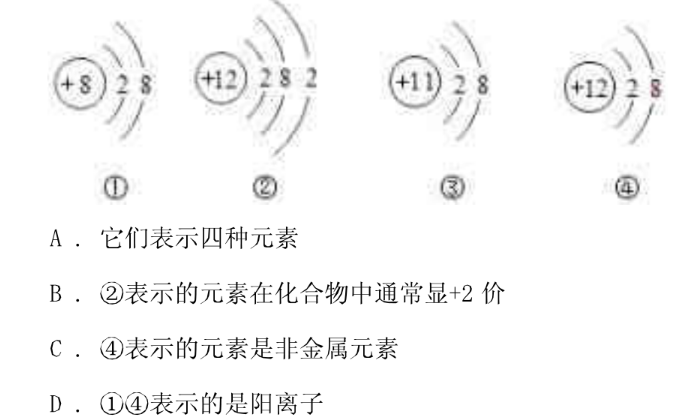 +8 2 8 +12 2 8 2 +11 2 8 +12 2 8
① ② ③ ④
A . 它们表示四种元素
B . ②表示的元素在化合物中通常显+2 价
C . ④表示的元素是非金属元素
D . ①④表示的是阳离子